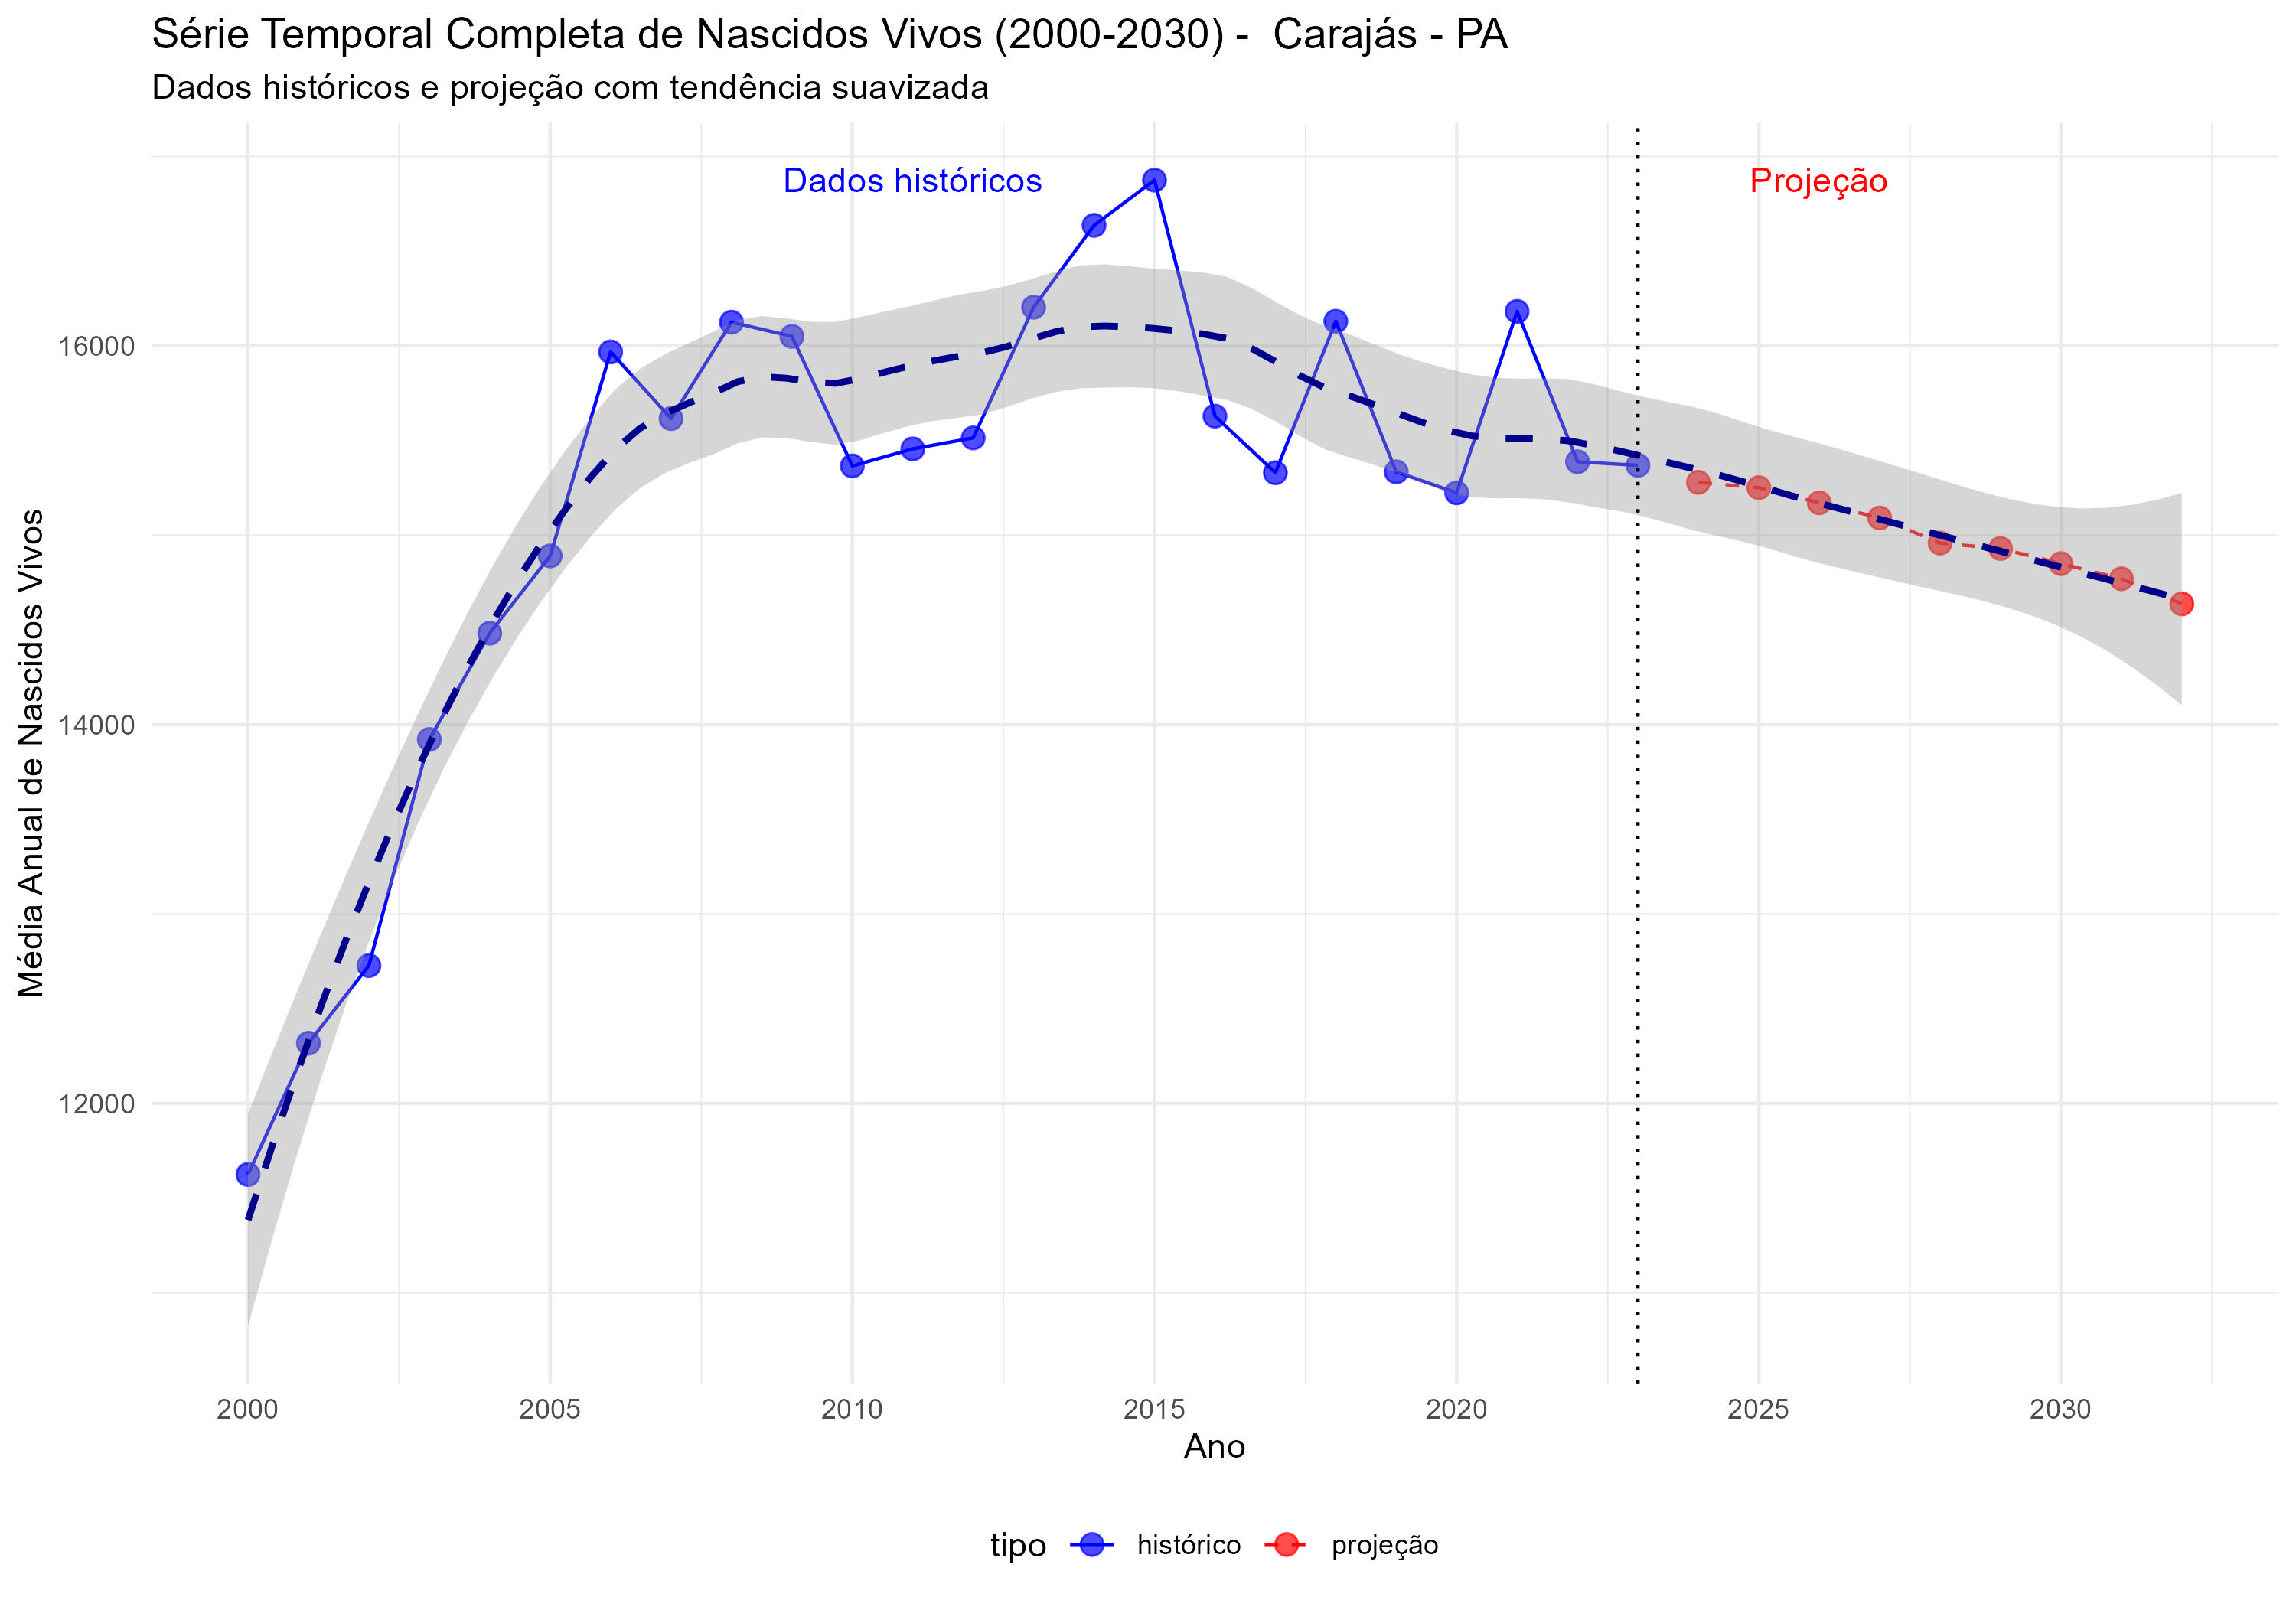 Série Temporal Completa de Nascidos Vivos (2000-2030) -  Carajás - PA
Dados históricos e projeção com tendência suavizada
Dados históricos
Projeção
Média Anual de Nascidos Vivos
16000
14000
12000
2000
2005
2010
2015
2020
2025
2030
Ano
tipo
histórico
projeção